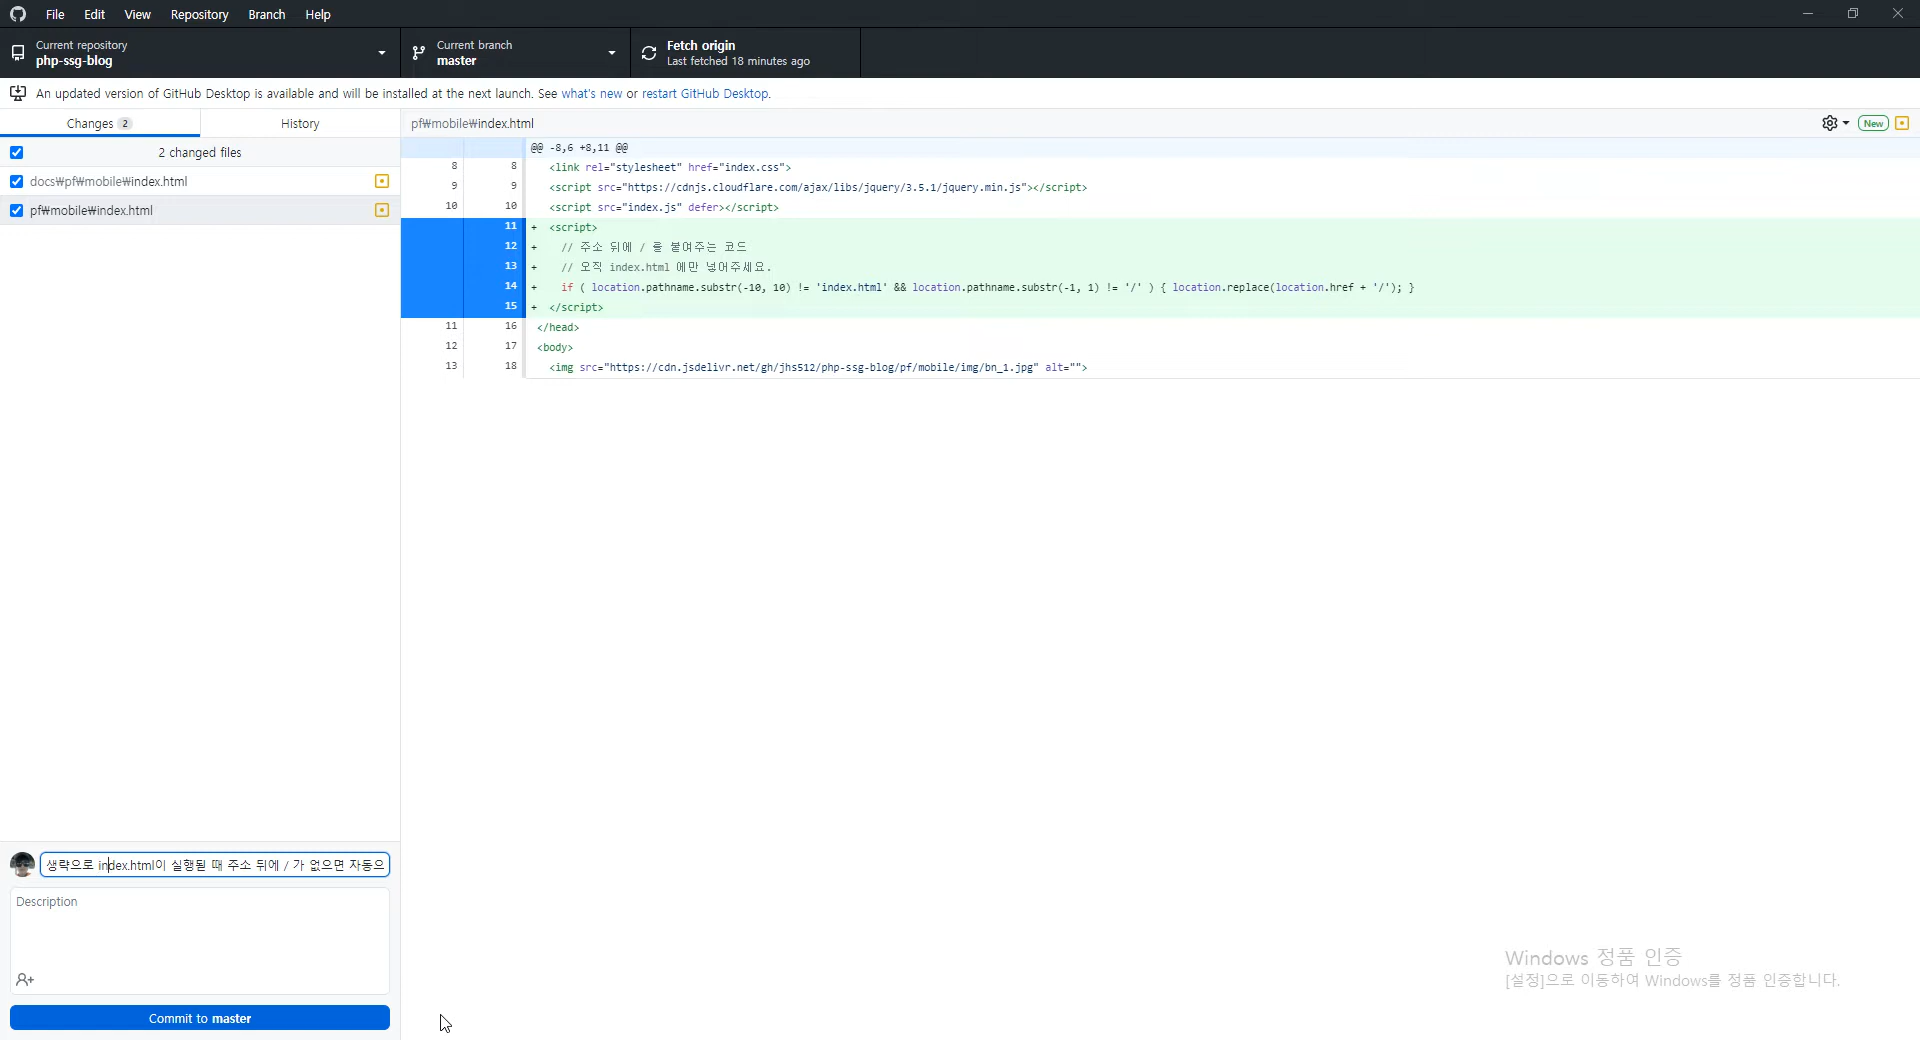 File Edit View Repository Branch Help
Current repository
php-ssg-blog
Current branch
master
Fetch origin
Last fetched 18 minutes ago
An updated version of GitHub Desktop is available and will be installed at the next launch. See what's new or restart GitHub Desktop.
Changes 2
History
pf₩mobile₩index.html
New
2 changed files
docs₩pf₩mobile₩index.html
pf₩mobile₩index.html
@@ -8,6 +8,11 @@
8 8 <link rel="stylesheet" href="index.css">
9 9 <script src="https://cdnjs.cloudflare.com/ajax/libs/jquery/3.5.1/jquery.min.js"></script>
10 10 <script src="index.js" defer></script>
11 + <script>
12 + // 주소 뒤에 / 를 붙여주는 코드
13 + // 오직 index.html 에만 넣어주세요.
14 + if ( location.pathname.substr(-10, 10) != 'index.html' && location.pathname.substr(-1, 1) != '/' ) { location.replace(location.href + '/'); }
15 + </script>
11 16 </head>
12 17 <body>
13 18 <img src="https://cdn.jsdelivr.net/gh/jhs512/php-ssg-blog/pf/mobile/img/bn_1.jpg" alt="">
생략으로 index.html이 실행될 때 주소 뒤에 / 가 없으면 자동으
Description
Commit to master
Windows 정품 인증
[설정]으로 이동하여 Windows를 정품 인증합니다.